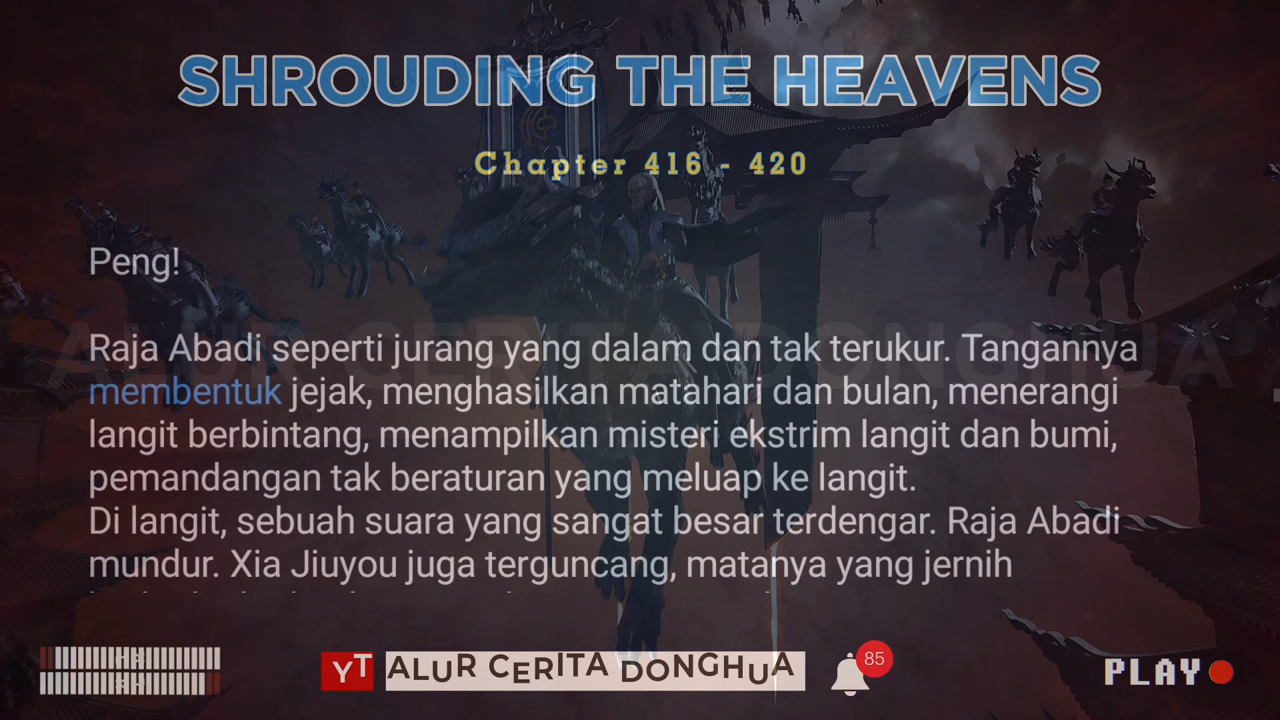 SHROUDING THE HEAVENS
Chapter 416 - 420
Peng!
Raja Abadi seperti jurang yang dalam dan tak terukur. Tangannya
membentuk jejak, menghasilkan matahari dan bulan, menerangi
langit berbintang, menampilkan misteri ekstrim langit dan bumi,
pemandangan tak beraturan yang meluap ke langit.
Di langit, sebuah suara yang sangat besar terdengar. Raja Abadi
mundur. Xia Jiuyou juga terguncang, matanya yang jernih
ALUR CERITA DONGHUA
YT ALUR CERITA DONGHUA
85
PLAY